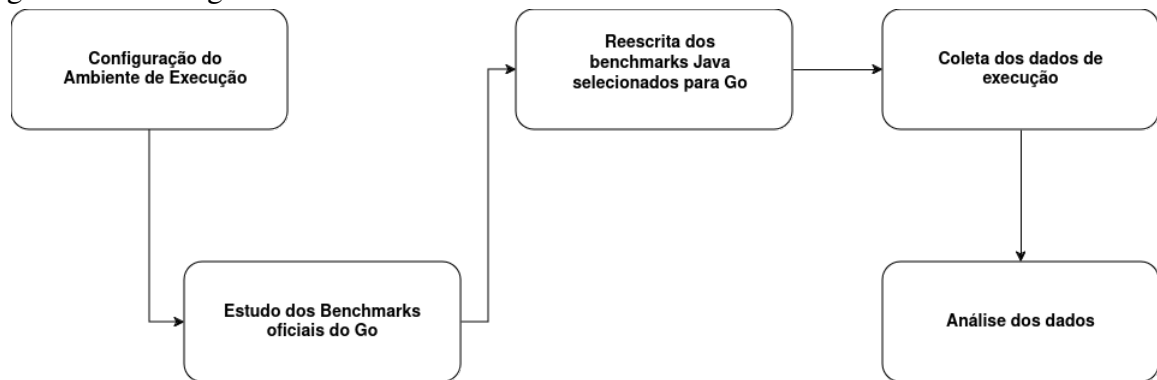 Configuração do
Ambiente de Execução
Estudo dos Benchmarks
oficiais do Go
Reescrita dos
benchmarks Java
selecionados para Go
Coleta dos dados de
execução
Análise dos dados